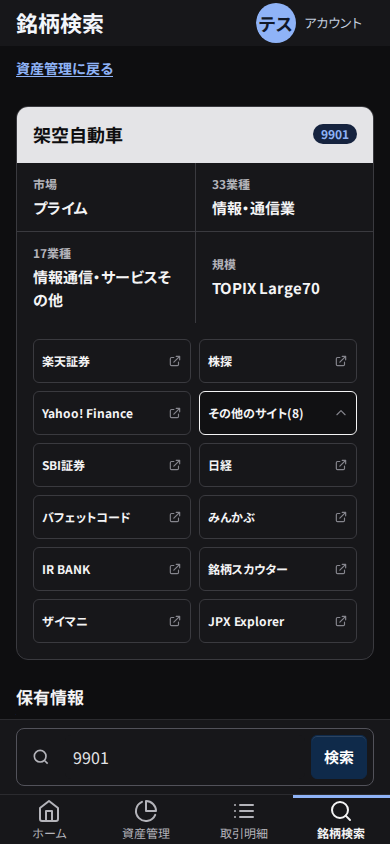 銘柄検索
テス アカウント
資産管理に戻る
架空自動車 9901
市場 33業種
プライム 情報・通信業
17業種 規模
情報通信・サービスそ TOPIX Large70
の他
楽天証券 株探
Yahoo! Finance その他のサイト(8)
SBI証券 日経
バフェットコード みんかぶ
IR BANK 銘柄スカウター
ザイマニ JPX Explorer
保有情報
9901 検索
ホーム 資産管理 取引明細 銘柄検索